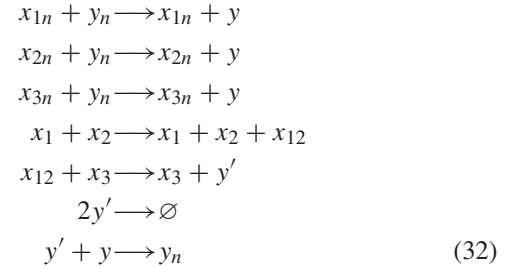 x₁ₙ + yₙ ⟶ x₁ₙ + y
x₂ₙ + yₙ ⟶ x₂ₙ + y
x₃ₙ + yₙ ⟶ x₃ₙ + y
x₁ + x₂ ⟶ x₁ + x₂ + x₁₂
x₁₂ + x₃ ⟶ x₃ + y′
2y′ ⟶ ∅
y′ + y ⟶ yₙ (32)